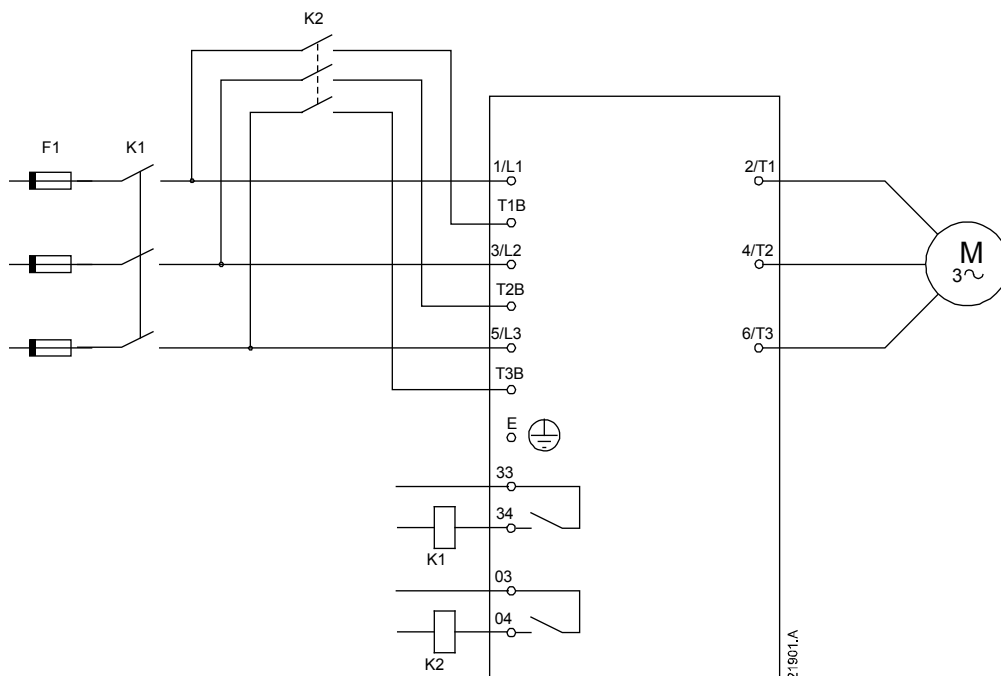 K2
F1
K1
1/L1
2/T1
T1B
3/L2
4/T2
M
3~
T2B
5/L3
6/T3
T3B
E
33
34
K1
03
04
K2
21901.A